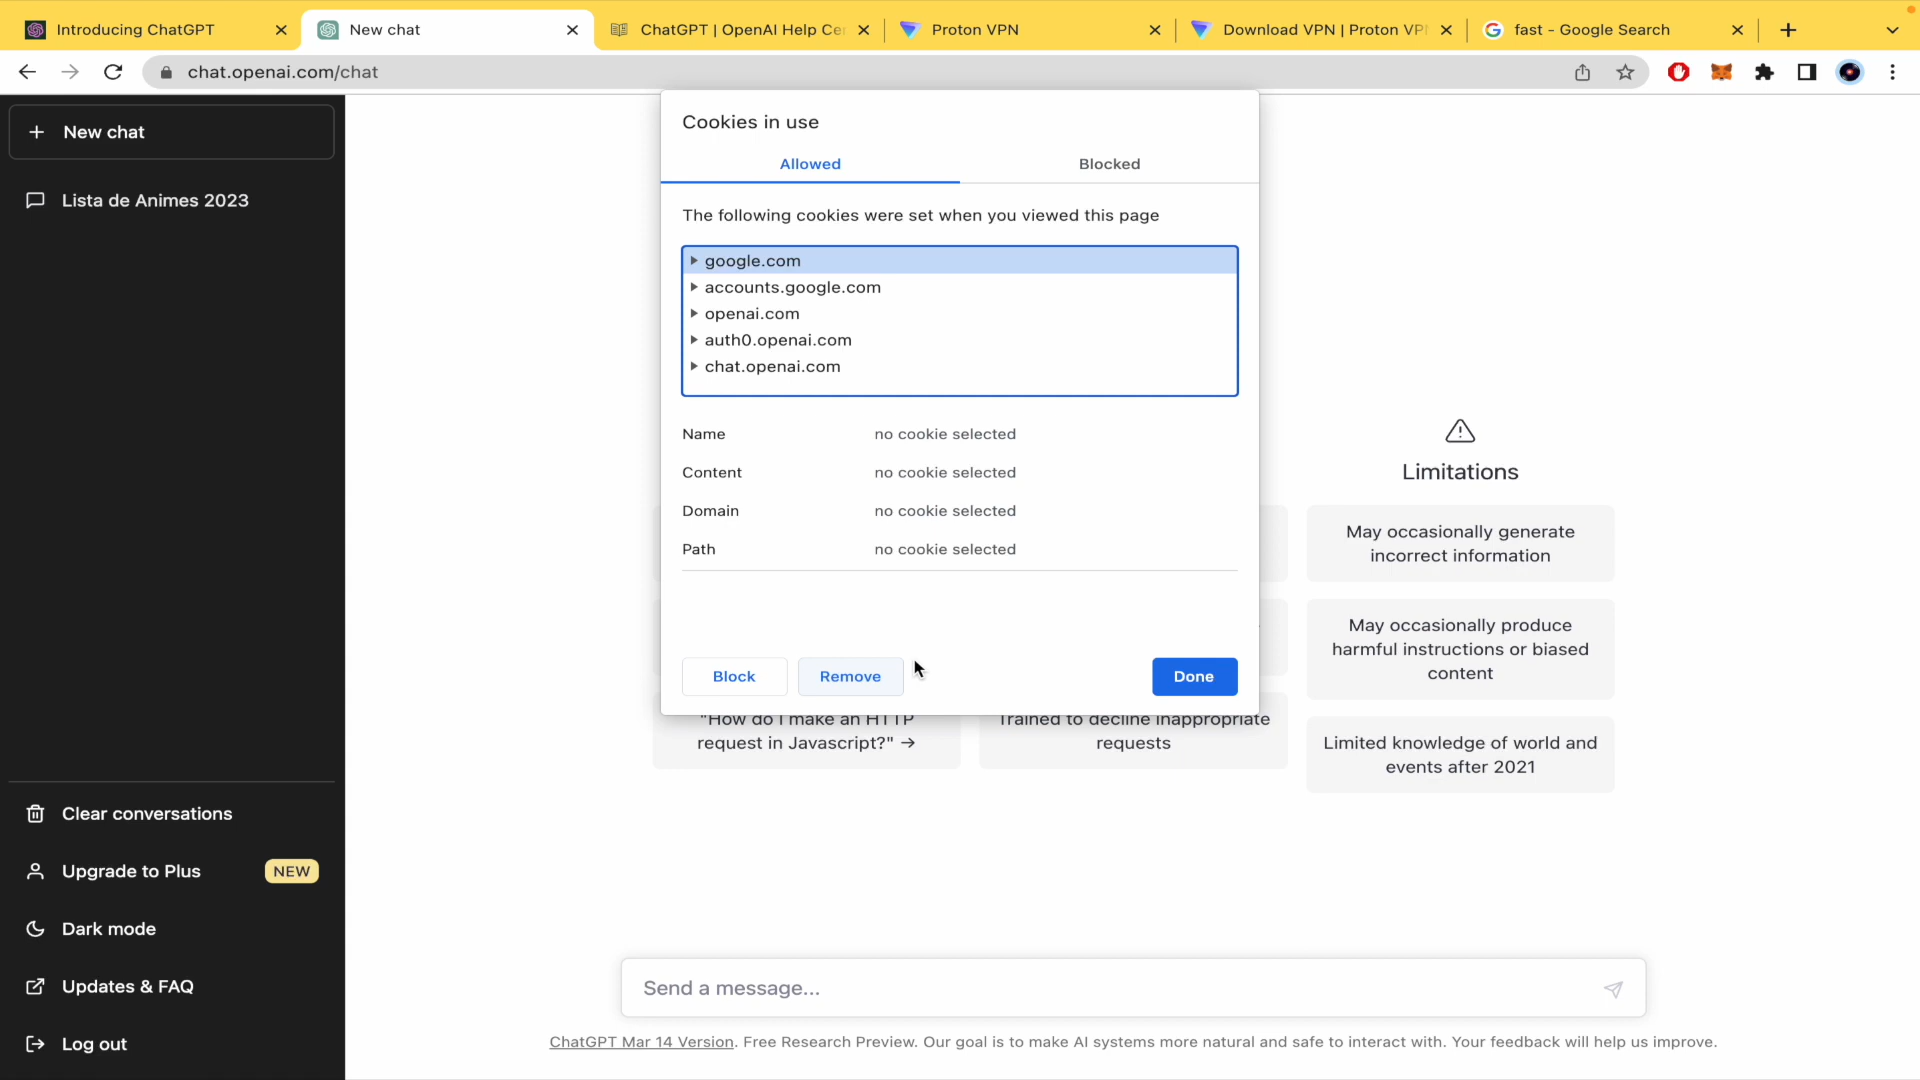 Introducing ChatGPT
New chat
ChatGPT | OpenAI Help Ce
Proton VPN
Download VPN | Proton VP
fast - Google Search
chat.openai.com/chat
New chat
Lista de Animes 2023
Clear conversations
Upgrade to Plus
NEW
Dark mode
Updates & FAQ
Log out
Cookies in use
Allowed
Blocked
The following cookies were set when you viewed this page
google.com
accounts.google.com
openai.com
auth0.openai.com
chat.openai.com
Name
no cookie selected
Content
no cookie selected
Domain
no cookie selected
Path
no cookie selected
Block
Remove
Done
"How do I make an HTTP
request in Javascript?" →
Trained to decline inappropriate
requests
Limitations
May occasionally generate
incorrect information
May occasionally produce
harmful instructions or biased
content
Limited knowledge of world and
events after 2021
Send a message...
ChatGPT Mar 14 Version. Free Research Preview. Our goal is to make AI systems more natural and safe to interact with. Your feedback will help us improve.